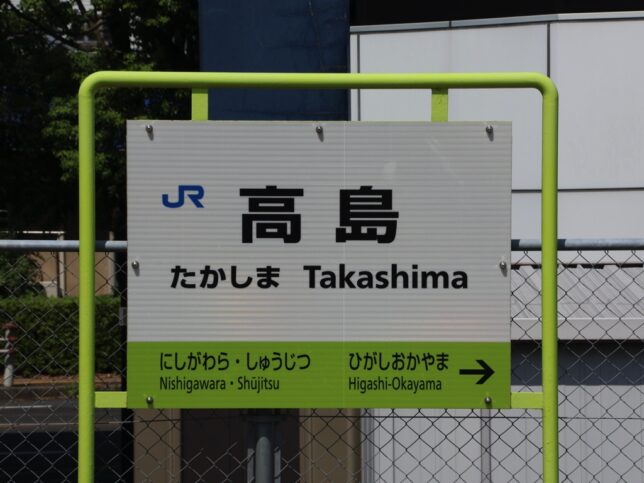 JR 高島
たかしま Takashima
にしがわら・しゅうじつ ひがしおかやま →
Nishigawara・Shūjitsu Higashi-Okayama